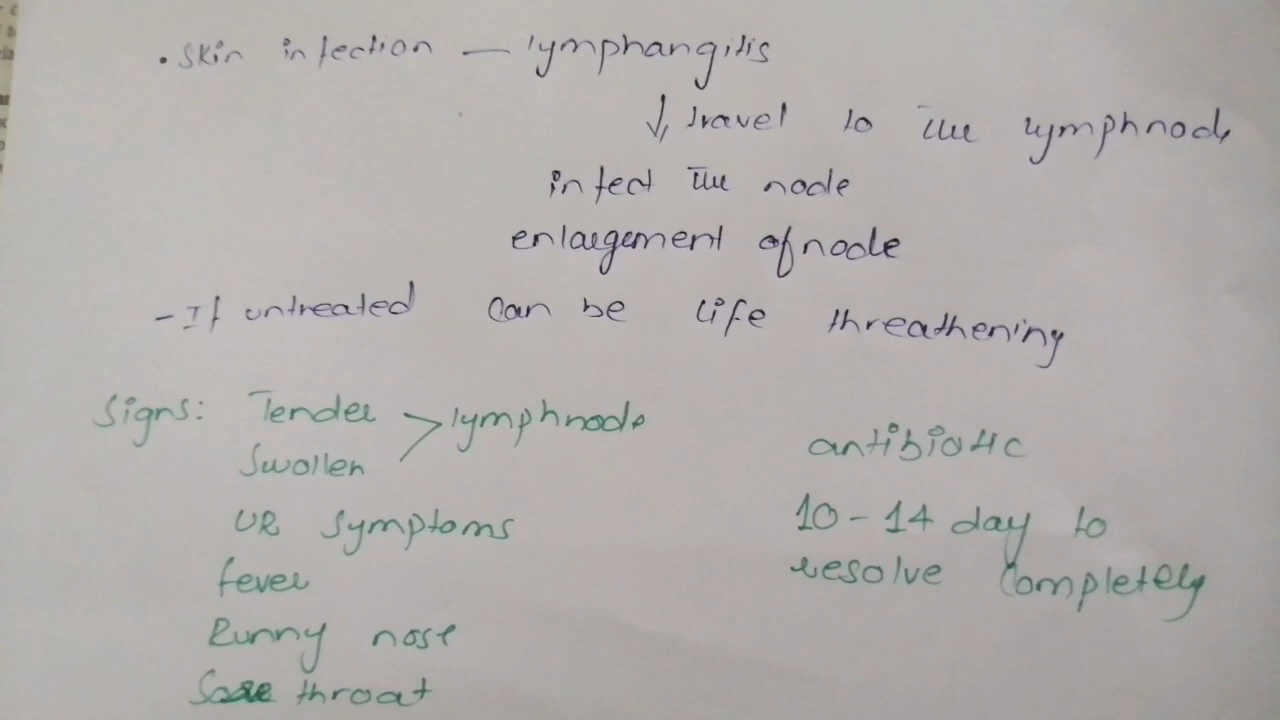 • Skin infection — lymphangitis
↓, travel to the lymphnode
infect the node
enlargement of node
- If untreated can be life threathening
Signs: Tender > lymphnode
Swollen
UR symptoms
fever
Runny nose
Sore throat
antibiotic
10-14 day to
resolve completely